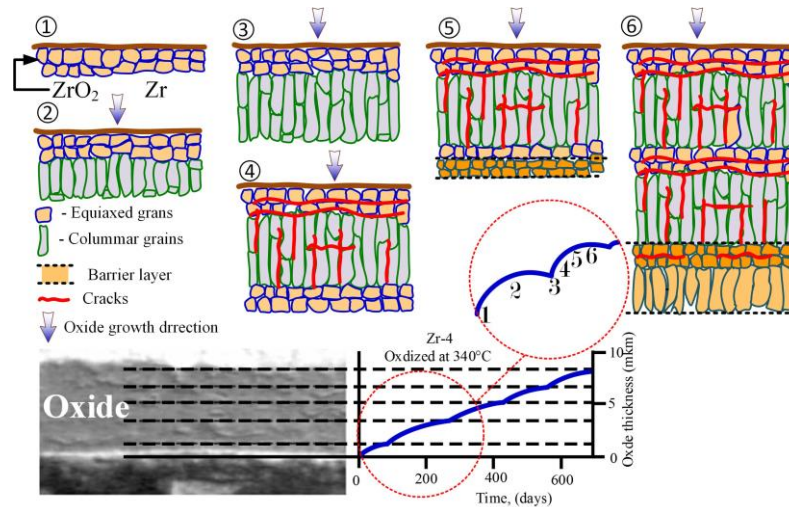 ①
ZrO₂ Zr
②
③
④
⑤
⑥
- Equiaxed grans
- Colummar grains
Barrier layer
Cracks
Oxide growth drrection
1
2
3
4
5
6
Zr-4
Oxdized at 340°C
Oxide
10
5
0
Oxde thickness (mkm)
0 200 400 600
Time, (days)